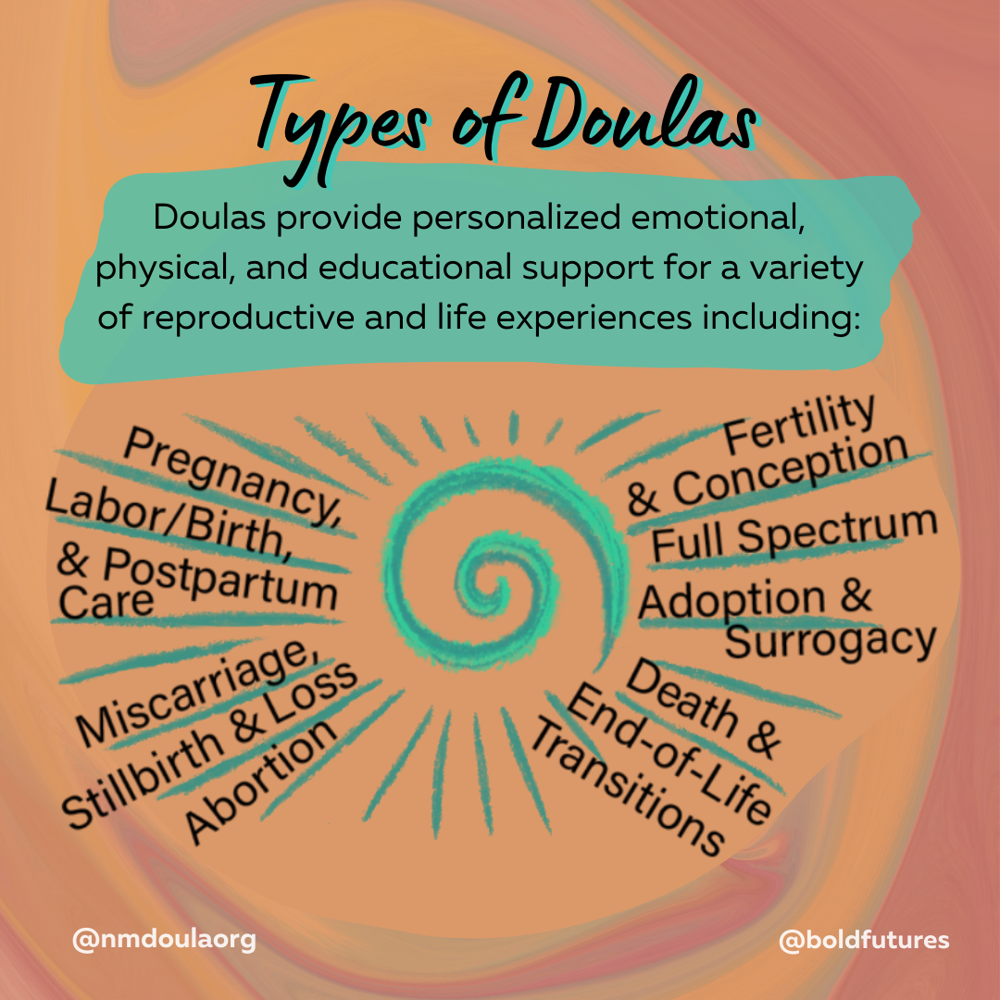 Types of Doulas
Doulas provide personalized emotional,
physical, and educational support for a variety
of reproductive and life experiences including:
Pregnancy,
Labor/Birth,
& Postpartum
Care
Miscarriage,
Stillbirth & Loss
Abortion
Fertility
& Conception
Full Spectrum
Adoption &
Surrogacy
Death &
End-of-Life
Transitions
@nmdoulaorg
@boldfutures